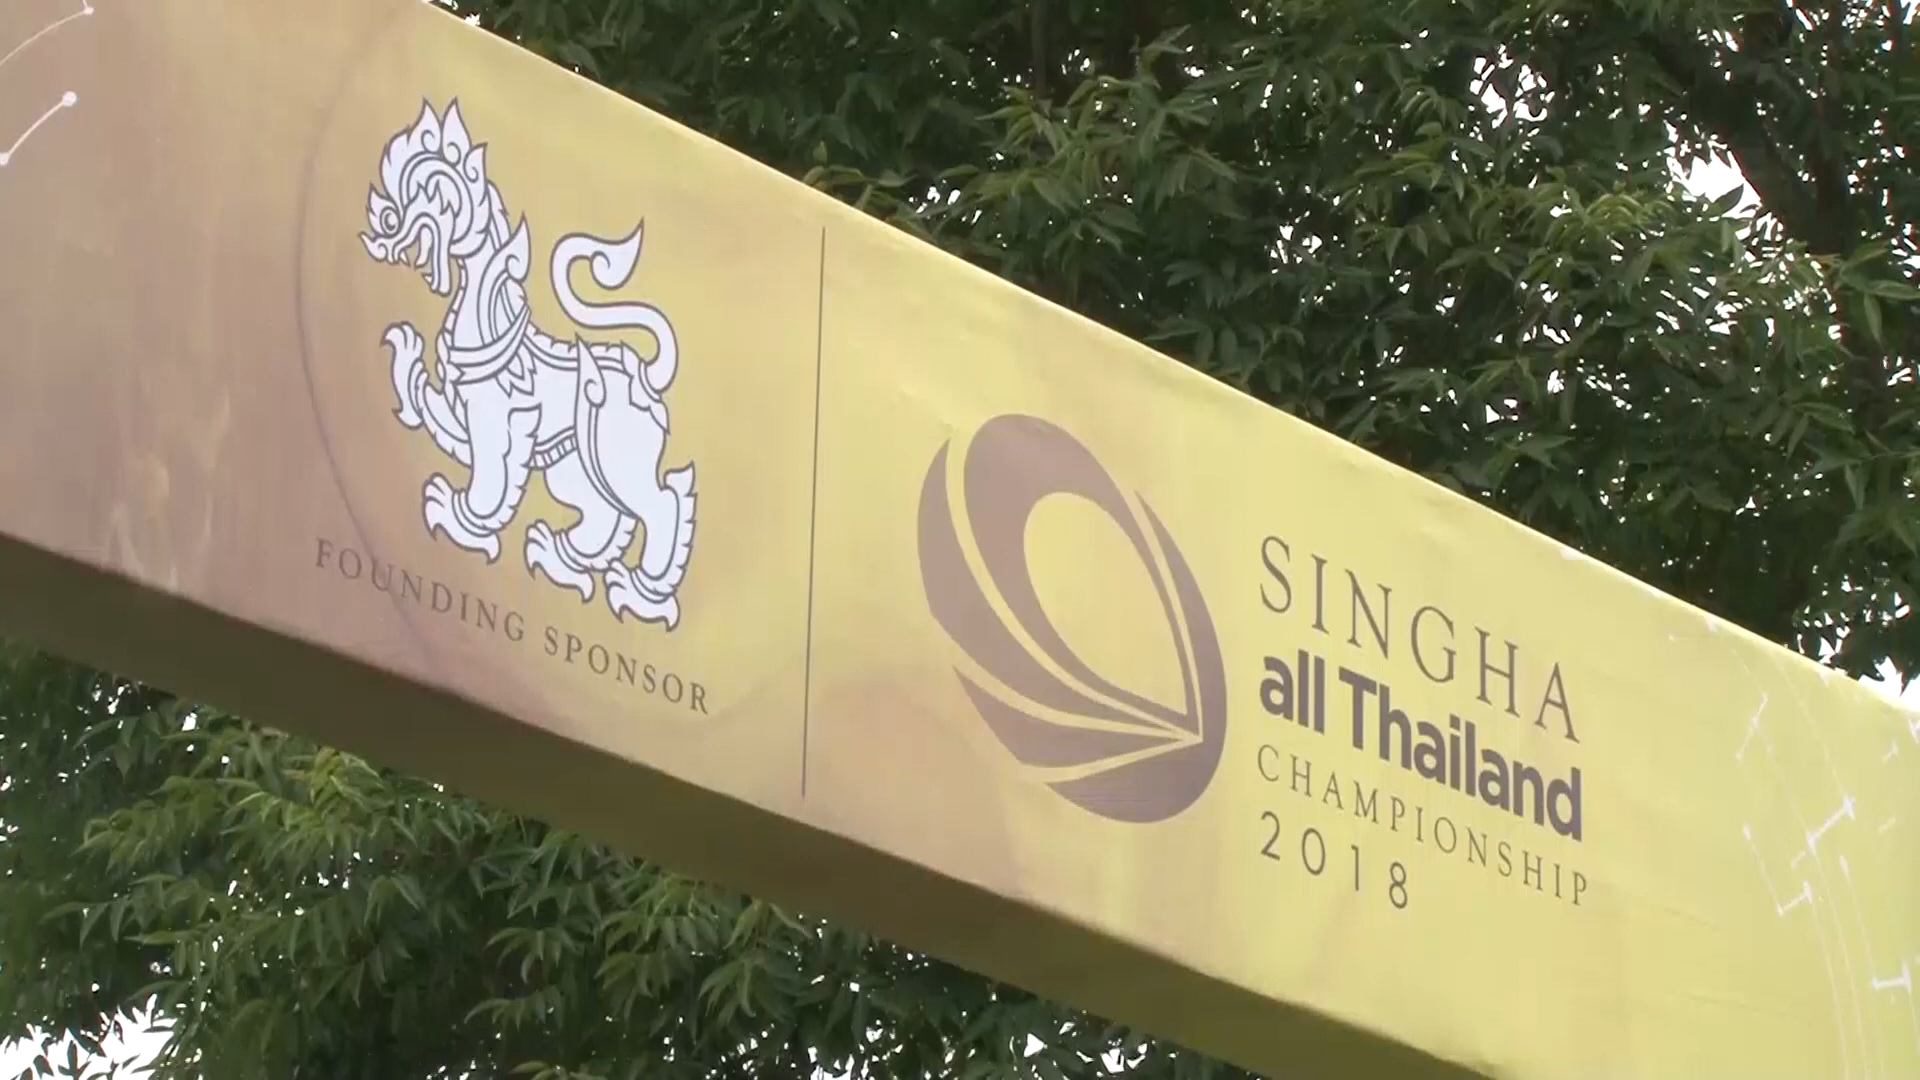 FOUNDING SPONSOR
SINGHA
all Thailand
CHAMPIONSHIP
2018